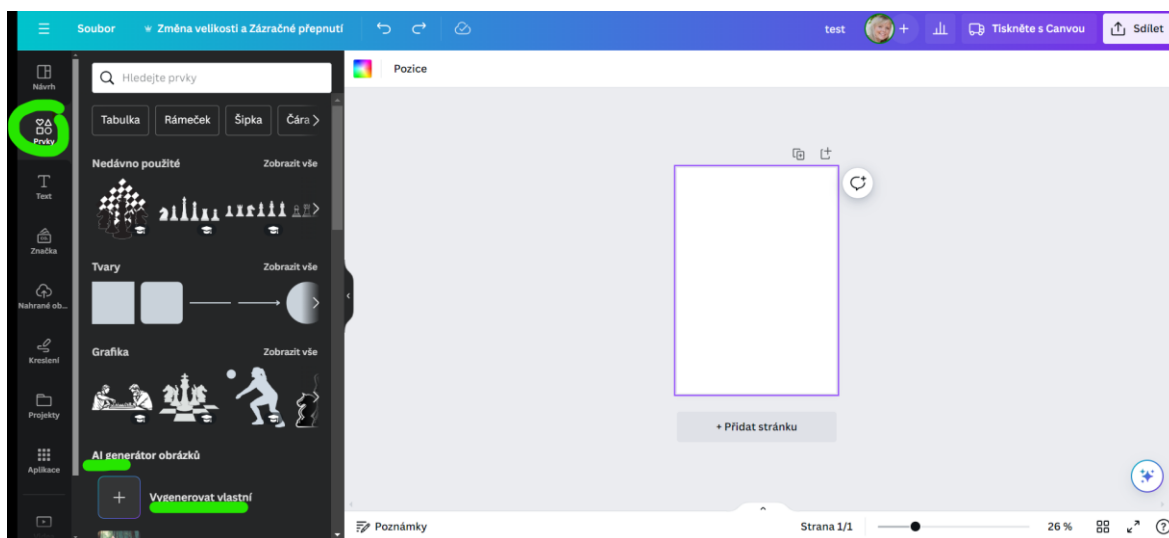 Soubor
Změna velikosti a Zázračné přepnutí
test
Tiskněte s Canvou
Sdílet
Návrh
Prvky
Text
Značka
Nahrané ob...
Kreslení
Projekty
Aplikace
Hledejte prvky
Tabulka
Rámeček
Šipka
Čára
Nedávno použité
Zobrazit vše
Tvary
Zobrazit vše
Grafika
Zobrazit vše
AI generátor obrázků
Vygenerovat vlastní
Pozice
+ Přidat stránku
Poznámky
Strana 1/1
26 %